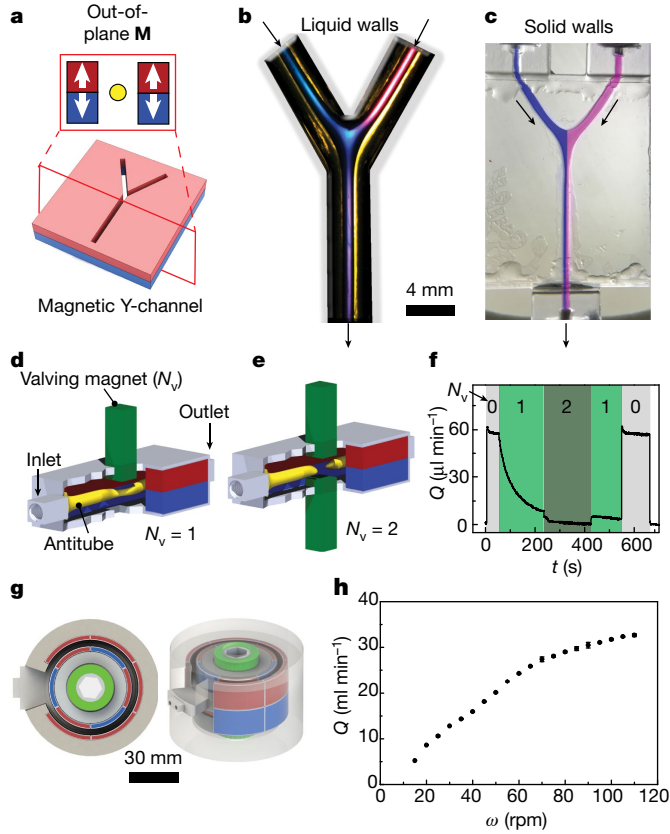 a
Out-of-
plane M
Magnetic Y-channel
b
Liquid walls
4 mm
c
Solid walls
d
Valving magnet (Nv)
Outlet
Inlet
Antitube
Nv = 1
e
Nv = 2
f
Nv
0
1
2
1
0
Q (µl min−1)
60
30
0
0
200
400
600
t (s)
g
30 mm
h
Q (ml min−1)
40
30
20
10
0
0
20
40
60
80
100
120
ω (rpm)